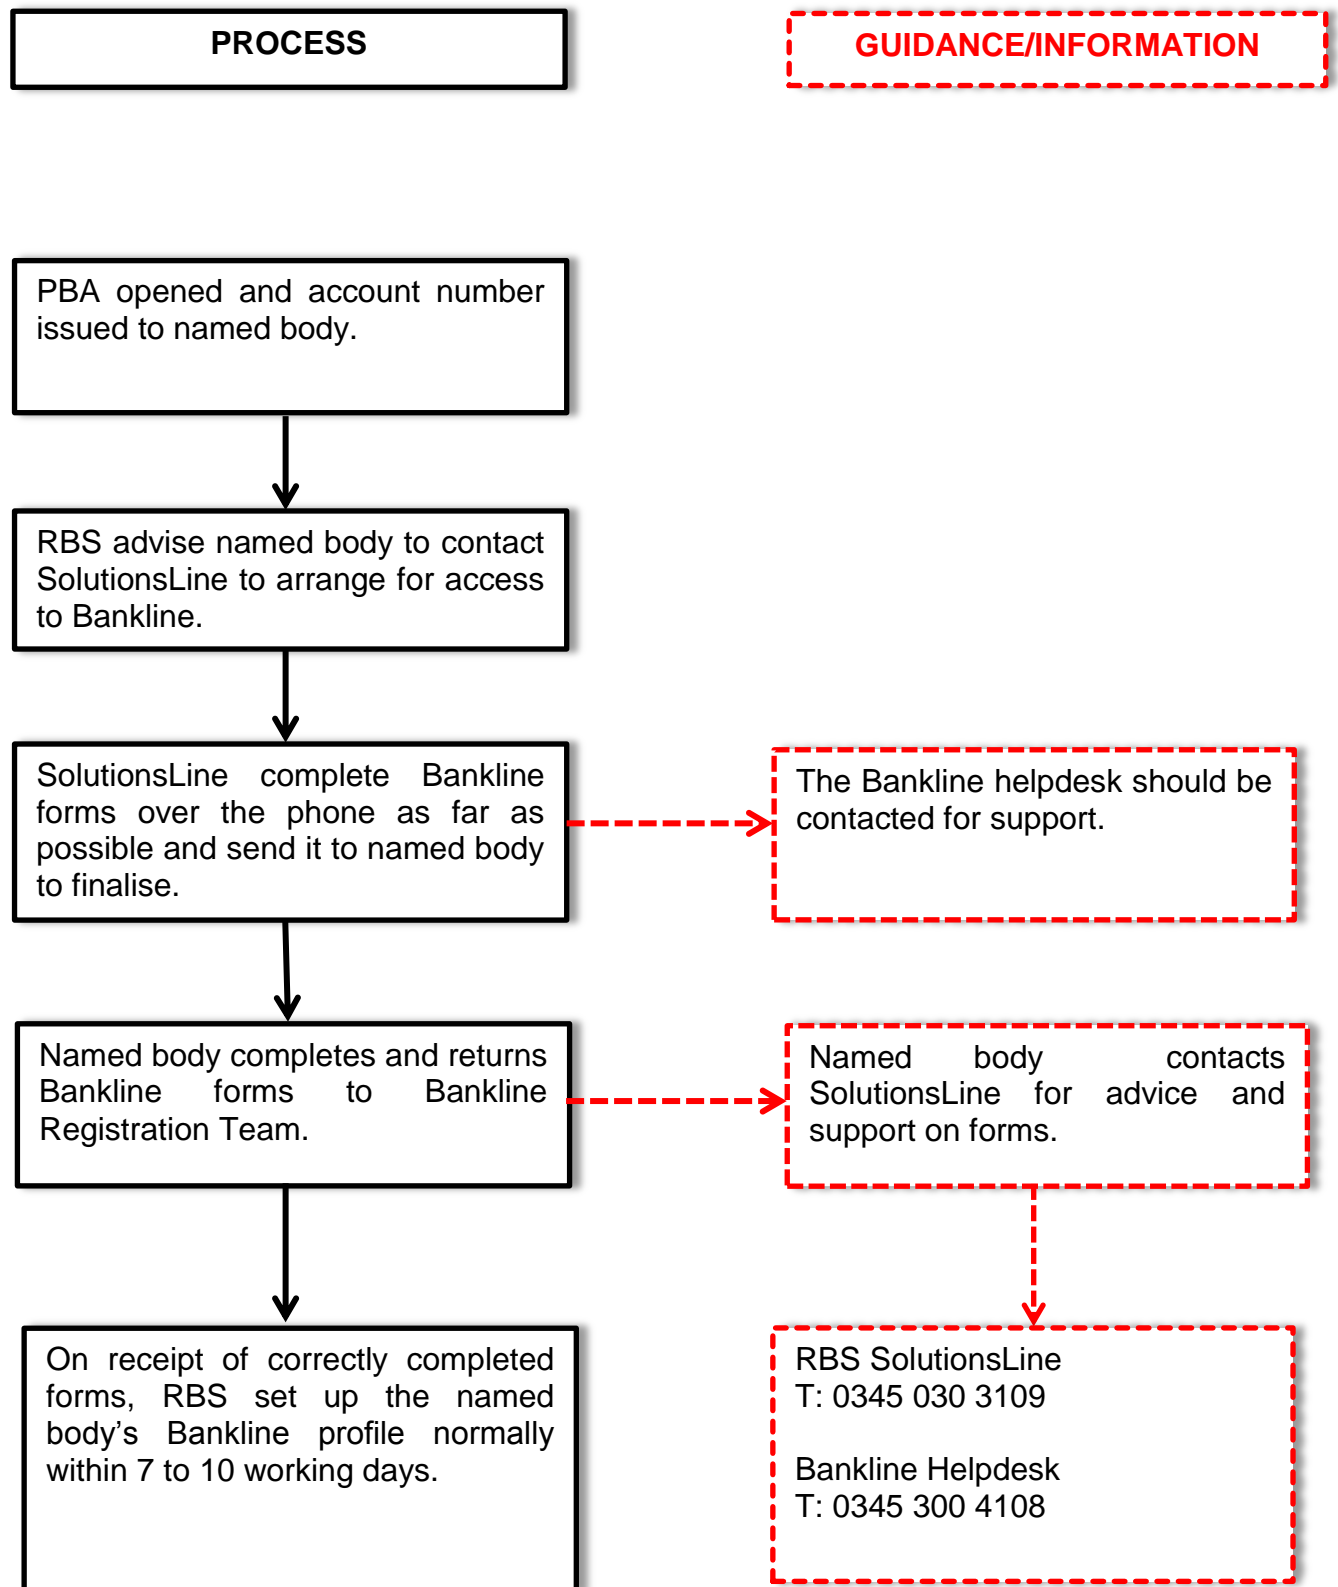 PROCESS
GUIDANCE/INFORMATION
PBA opened and account number
issued to named body.
RBS advise named body to contact
SolutionsLine to arrange for access
to Bankline.
SolutionsLine complete Bankline
forms over the phone as far as
possible and send it to named body
to finalise.
The Bankline helpdesk should be
contacted for support.
Named body completes and returns
Bankline forms to Bankline
Registration Team.
Named body contacts
SolutionsLine for advice and
support on forms.
On receipt of correctly completed
forms, RBS set up the named
body’s Bankline profile normally
within 7 to 10 working days.
RBS SolutionsLine
T: 0345 030 3109
Bankline Helpdesk
T: 0345 300 4108